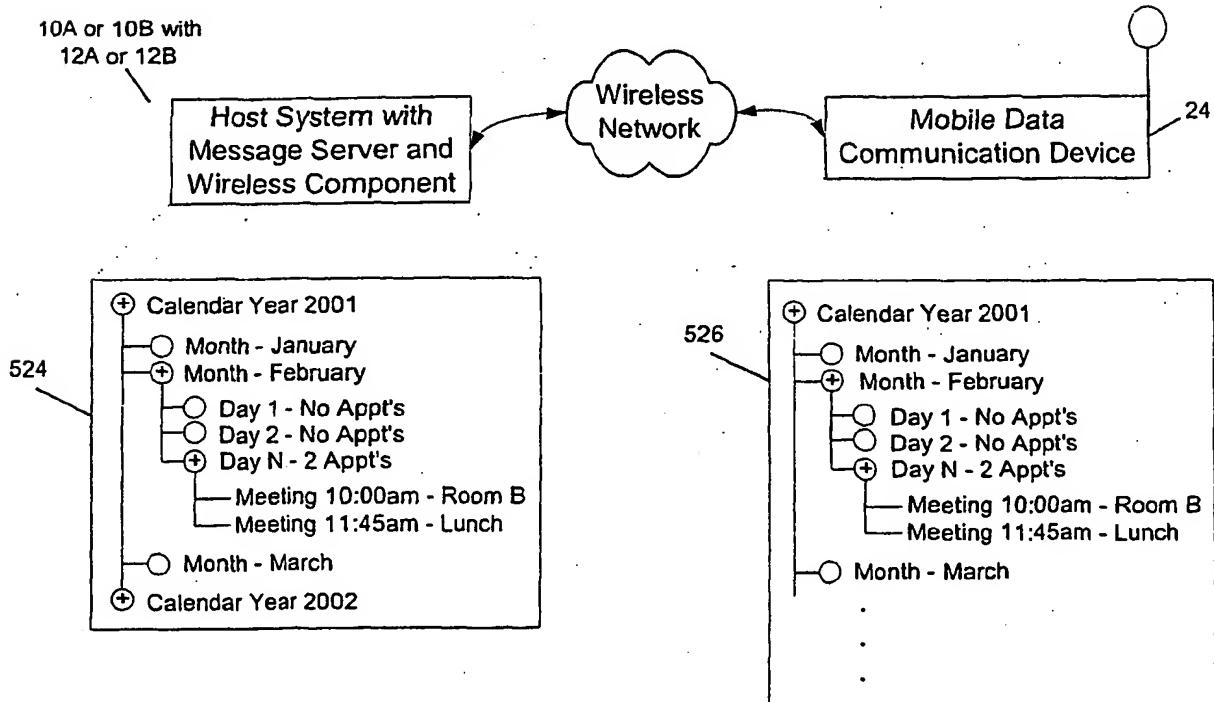 10A or 10B with
12A or 12B
Host System with
Message Server and
Wireless Component
Wireless
Network
Mobile Data
Communication Device
24
524
Calendar Year 2001
Month - January
Month - February
Day 1 - No Appt's
Day 2 - No Appt's
Day N - 2 Appt's
Meeting 10:00am - Room B
Meeting 11:45am - Lunch
Month - March
Calendar Year 2002
526
Calendar Year 2001
Month - January
Month - February
Day 1 - No Appt's
Day 2 - No Appt's
Day N - 2 Appt's
Meeting 10:00am - Room B
Meeting 11:45am - Lunch
Month - March